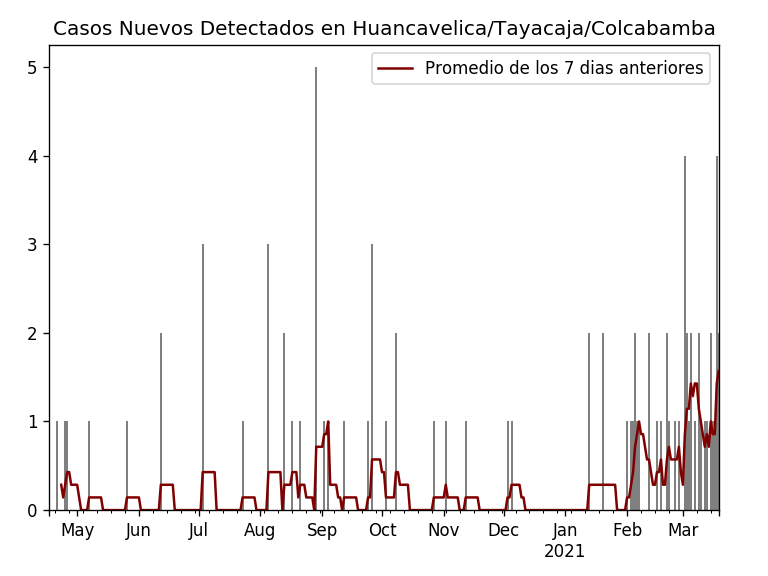 Casos Nuevos Detectados en Huancavelica/Tayacaja/Colcabamba
Promedio de los 7 dias anteriores
5
4
3
2
1
0
May Jun Jul Aug Sep Oct Nov Dec Jan Feb Mar
2021